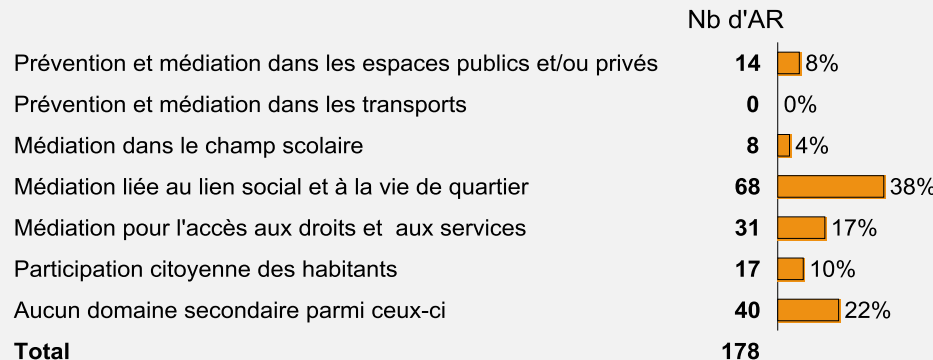 Nb d'AR
Prévention et médiation dans les espaces publics et/ou privés 14 8%
Prévention et médiation dans les transports 0 0%
Médiation dans le champ scolaire 8 4%
Médiation liée au lien social et à la vie de quartier 68 38%
Médiation pour l'accès aux droits et  aux services 31 17%
Participation citoyenne des habitants 17 10%
Aucun domaine secondaire parmi ceux-ci 40 22%
Total 178